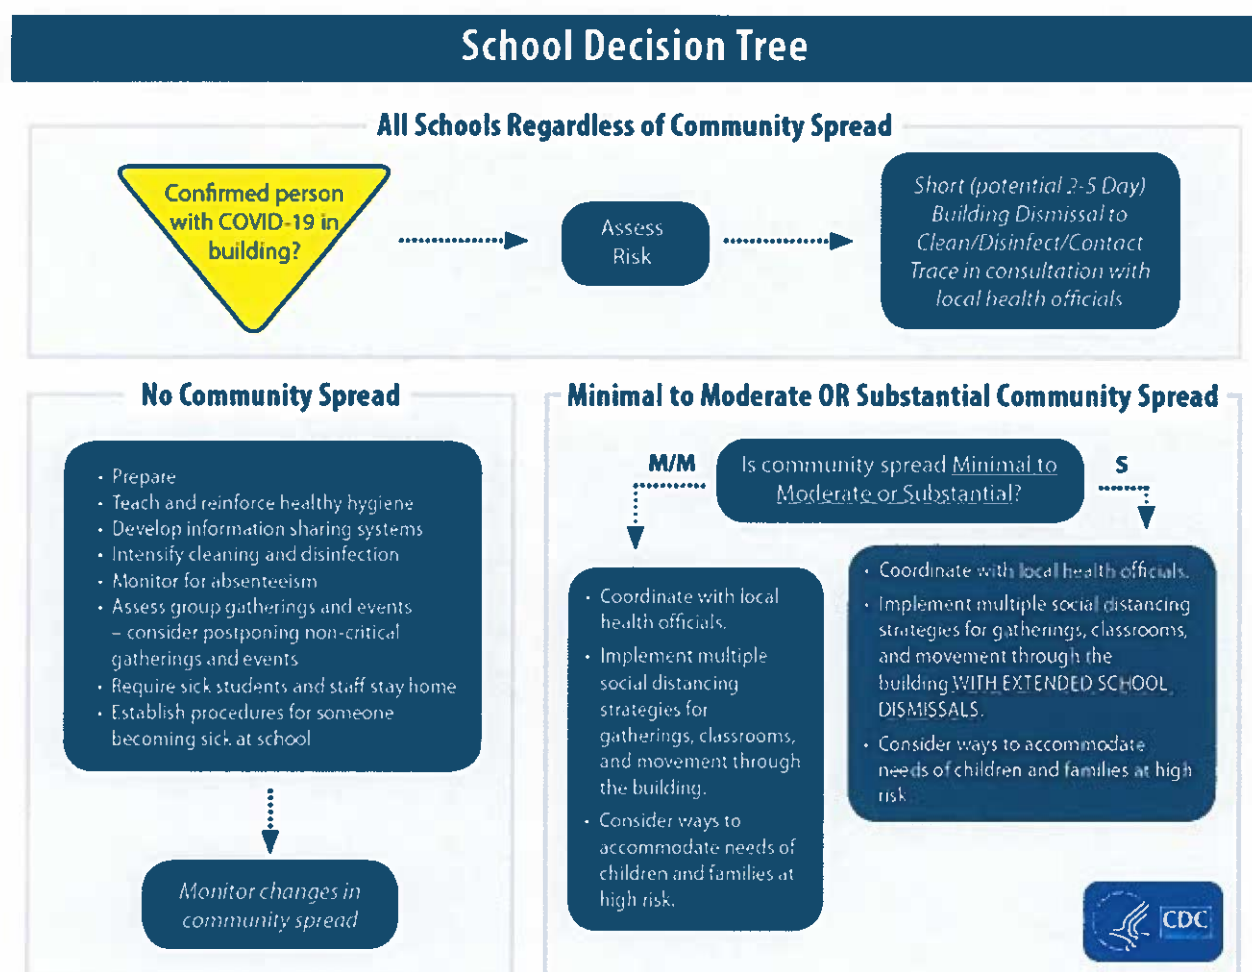 School Decision Tree
All Schools Regardless of Community Spread
Confirmed person
with COVID-19 in
building?
Assess
Risk
Short (potential 2-5 Day)
Building Dismissal to
Clean/Disinfect/Contact
Trace in consultation with
local health officials
No Community Spread
• Prepare
• Teach and reinforce healthy hygiene
• Develop information sharing systems
• Intensify cleaning and disinfection
• Monitor for absenteeism
• Assess group gatherings and events
– consider postponing non-critical
gatherings and events
• Require sick students and staff stay home
• Establish procedures for someone
becoming sick at school
Monitor changes in
community spread
Minimal to Moderate OR Substantial Community Spread
M/M
Is community spread Minimal to
Moderate or Substantial?
S
• Coordinate with local
health officials.
• Implement multiple
social distancing
strategies for
gatherings, classrooms,
and movement through
the building.
• Consider ways to
accommodate needs of
children and families at
high risk.
• Coordinate with local health officials.
• Implement multiple social distancing
strategies for gatherings, classrooms,
and movement through the
building WITH EXTENDED SCHOOL
DISMISSALS.
• Consider ways to accommodate
needs of children and families at high
risk
CDC